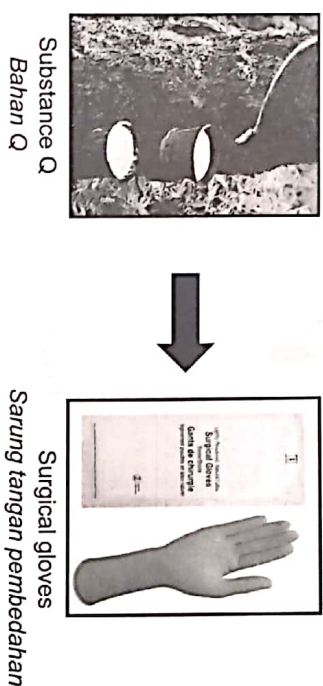 Substance Q
Bahan Q
Surgical Gloves
Gants de chirurgie
Surgical gloves
Sarung tangan pembedahan